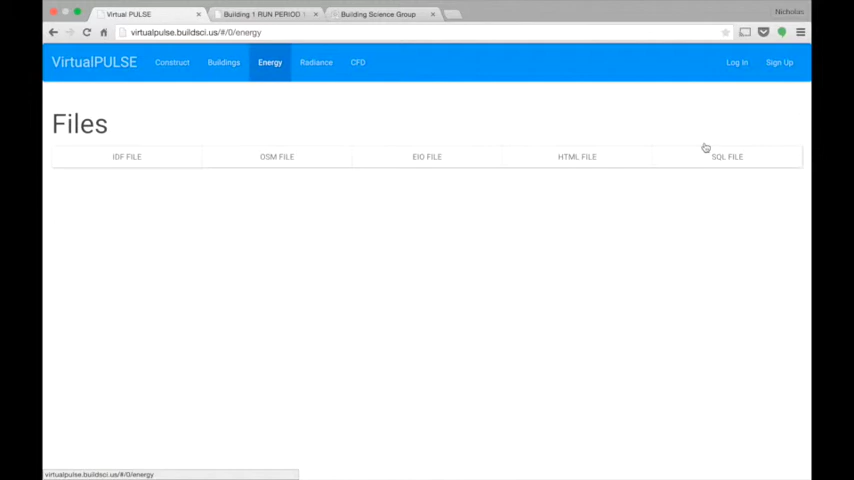 Virtual PULSE
Building 1 RUN PERIOD 1
Building Science Group
Nicholas
virtualpulse.buildsci.us/#/0/energy
VirtualPULSE Construct Buildings Energy Radiance CFD Log In Sign Up
Files
IDF FILE OSM FILE EIO FILE HTML FILE SQL FILE
virtualpulse.buildsci.us/#/0/energy